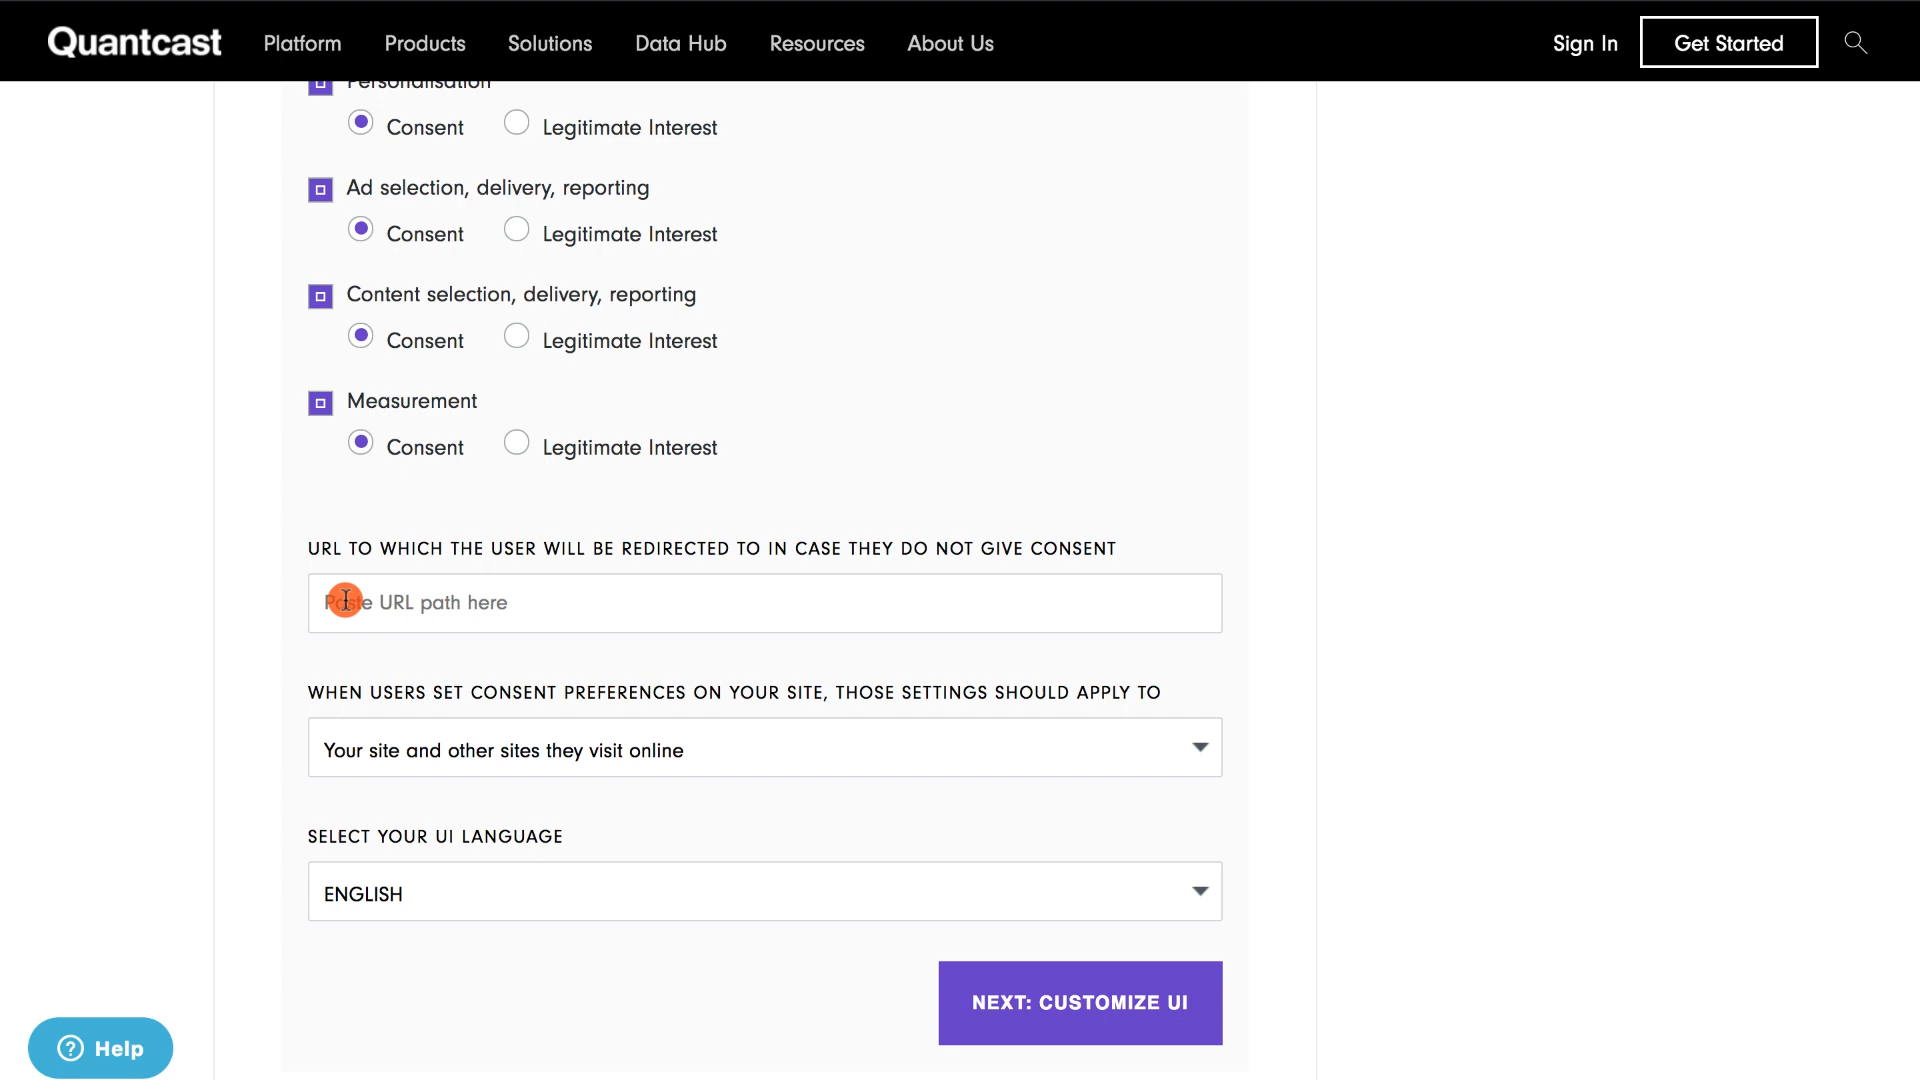 Quantcast Platform Products Solutions Data Hub Resources About Us Sign In Get Started
Personalisation
Consent Legitimate Interest
Ad selection, delivery, reporting
Consent Legitimate Interest
Content selection, delivery, reporting
Consent Legitimate Interest
Measurement
Consent Legitimate Interest
URL TO WHICH THE USER WILL BE REDIRECTED TO IN CASE THEY DO NOT GIVE CONSENT
Paste URL path here
WHEN USERS SET CONSENT PREFERENCES ON YOUR SITE, THOSE SETTINGS SHOULD APPLY TO
Your site and other sites they visit online
SELECT YOUR UI LANGUAGE
ENGLISH
NEXT: CUSTOMIZE UI
Help